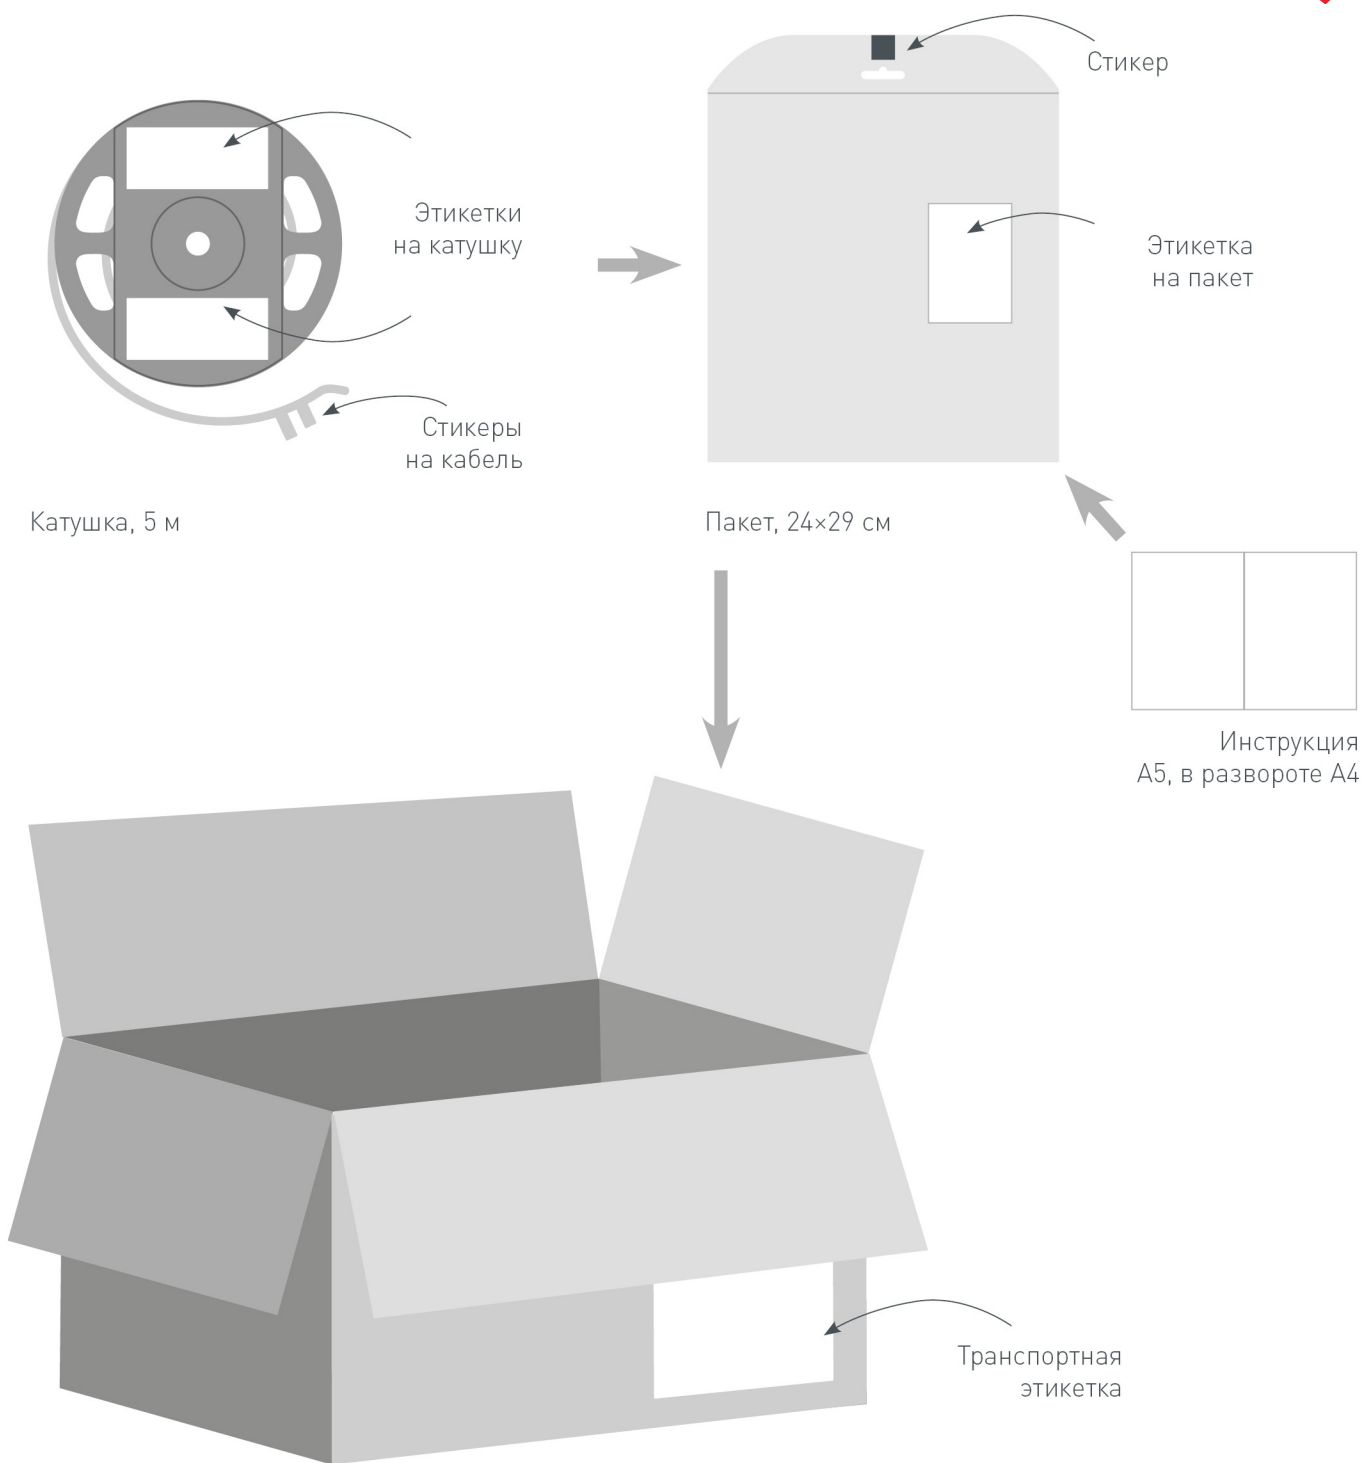 Стикер
Этикетки
на катушку
Этикетка
на пакет
Стикеры
на кабель
Катушка, 5 м
Пакет, 24×29 см
Инструкция
А5, в развороте А4
Транспортная
этикетка